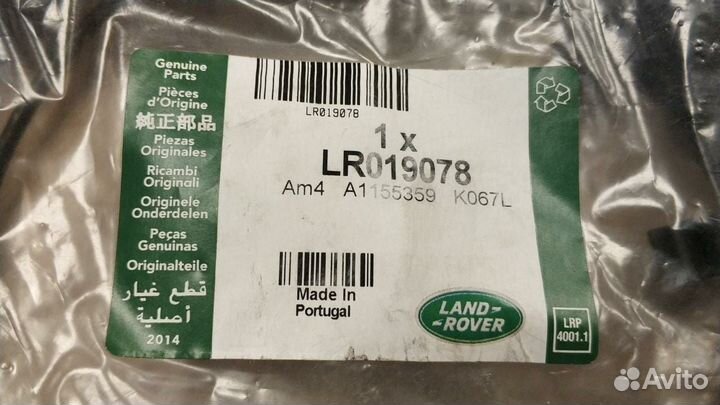 Genuine
Parts
Pièces
d'Origine
純正部品
Piezas
Originales
Ricambi
Originali
Originele
Onderdelen
Peças
Genuinas
Originalteile
قطع غيار
أصلية
2014
LR019078
1 x
LR019078
Am4 A1155359 K067L
Made In
Portugal
LAND-
-ROVER
LRP
4001.1
Avito